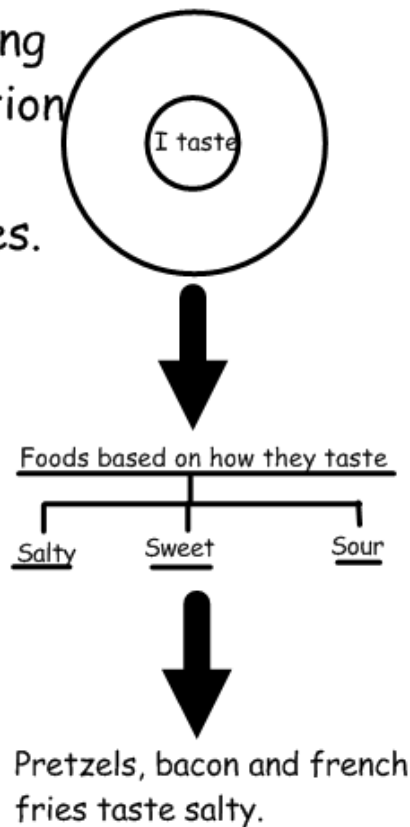 ng
tion
es.
I taste
Foods based on how they taste
Salty Sweet Sour
Pretzels, bacon and french
fries taste salty.